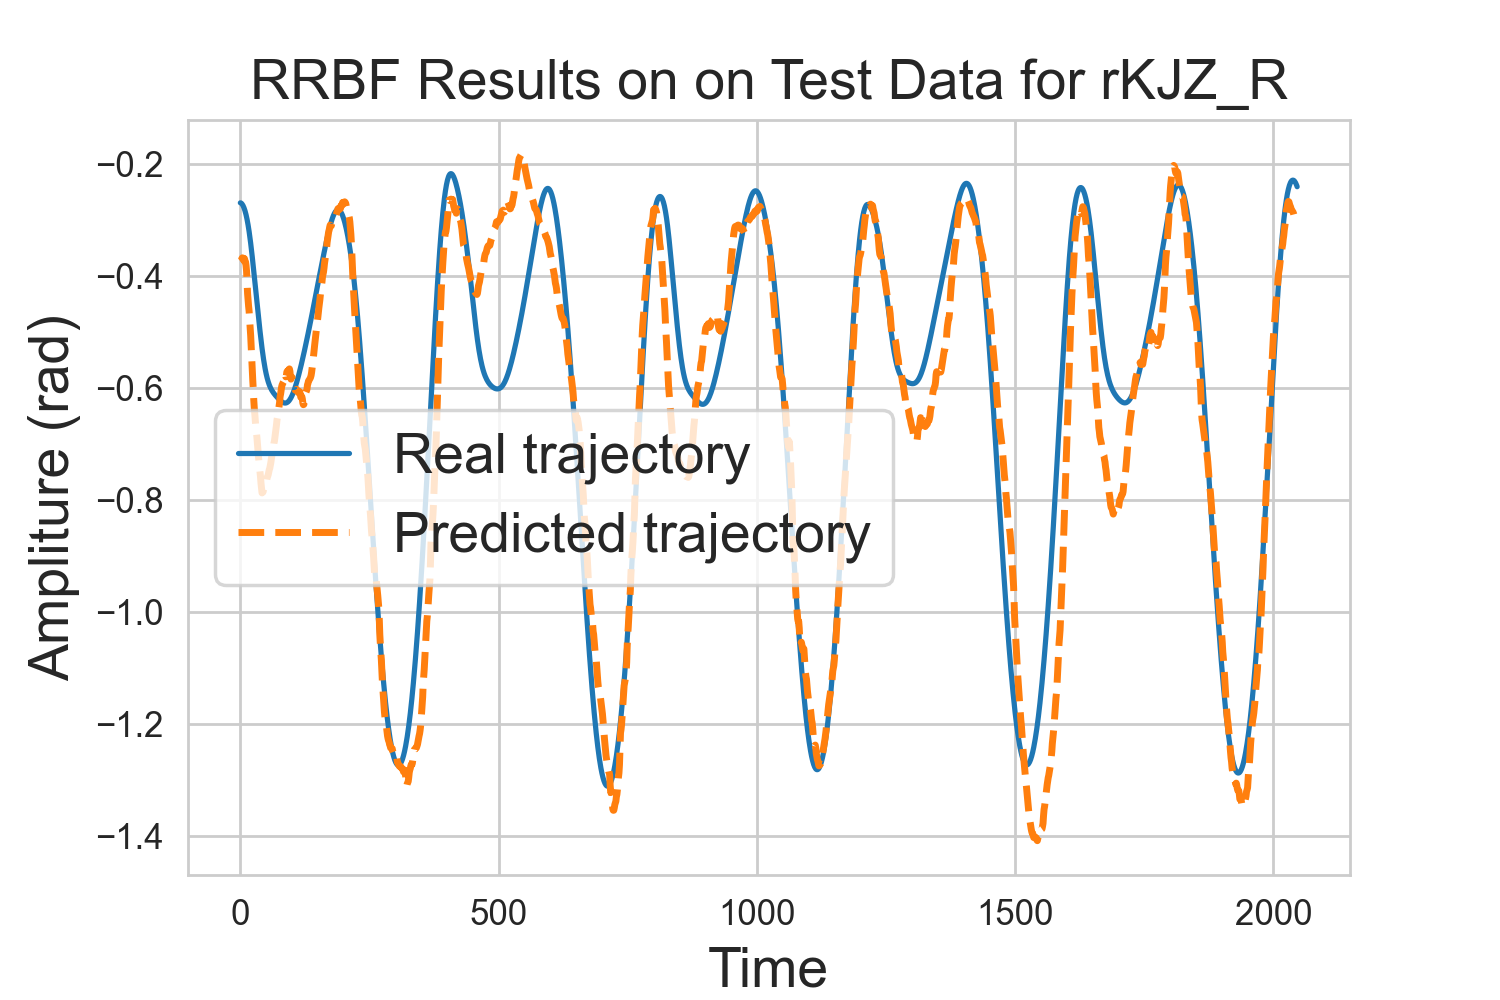 RRBF Results on on Test Data for rKJZ_R
Ampliture (rad)
−0.2
−0.4
−0.6
−0.8
−1.0
−1.2
−1.4
Real trajectory
Predicted trajectory
0 500 1000 1500 2000
Time